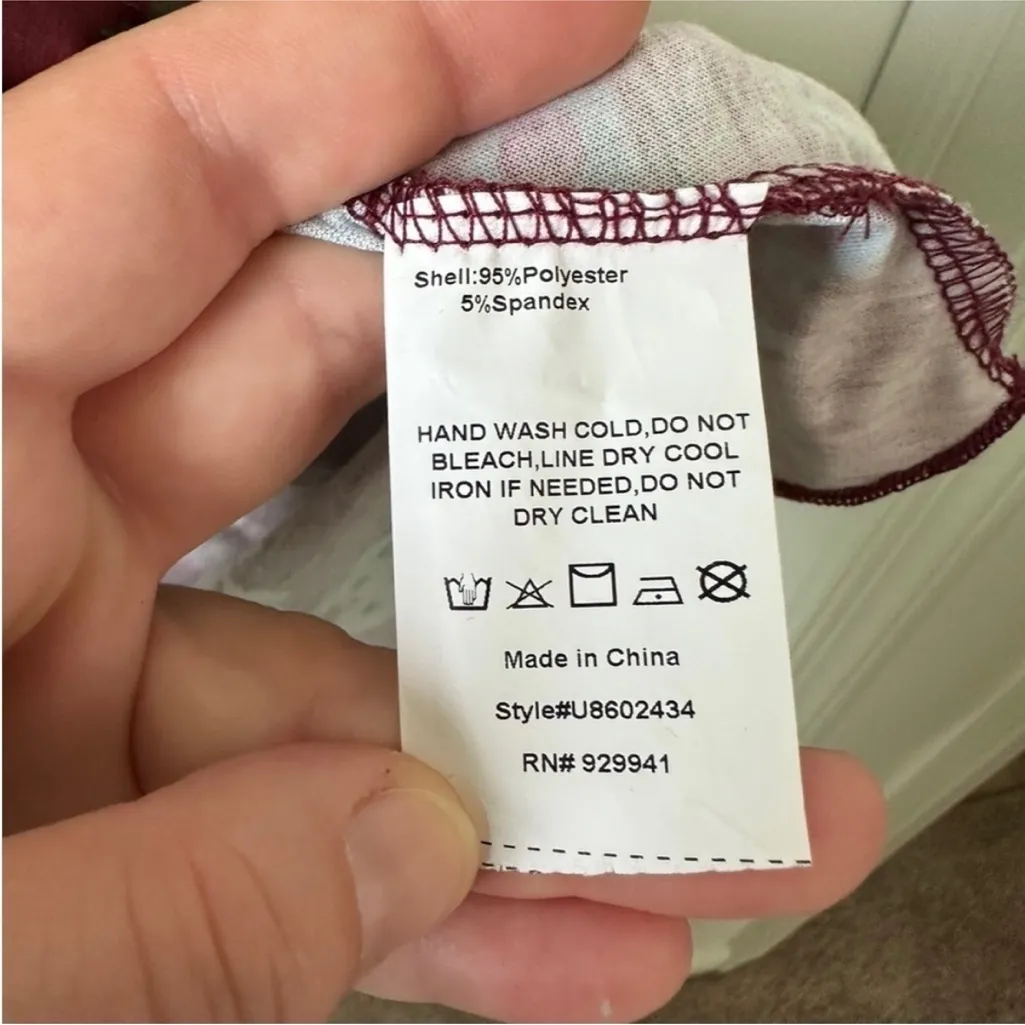 Shell:95%Polyester
5%Spandex
HAND WASH COLD,DO NOT
BLEACH,LINE DRY COOL
IRON IF NEEDED,DO NOT
DRY CLEAN
Made in China
Style#U8602434
RN# 929941